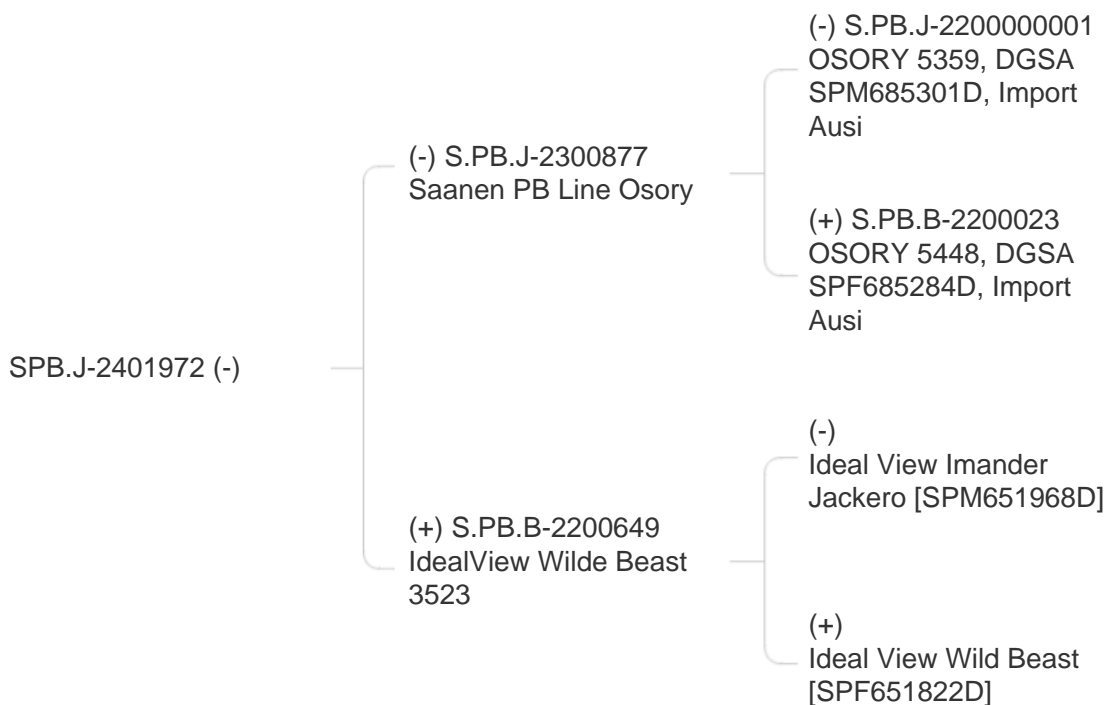 (-) S.PB.J-2200000001
OSORY 5359, DGSA
SPM685301D, Import
Ausi
(-) S.PB.J-2300877
Saanen PB Line Osory
(+) S.PB.B-2200023
OSORY 5448, DGSA
SPF685284D, Import
Ausi
SPB.J-2401972 (-)
(-)
Ideal View Imander
Jackero [SPM651968D]
(+) S.PB.B-2200649
IdealView Wilde Beast
3523
(+)
Ideal View Wild Beast
[SPF651822D]